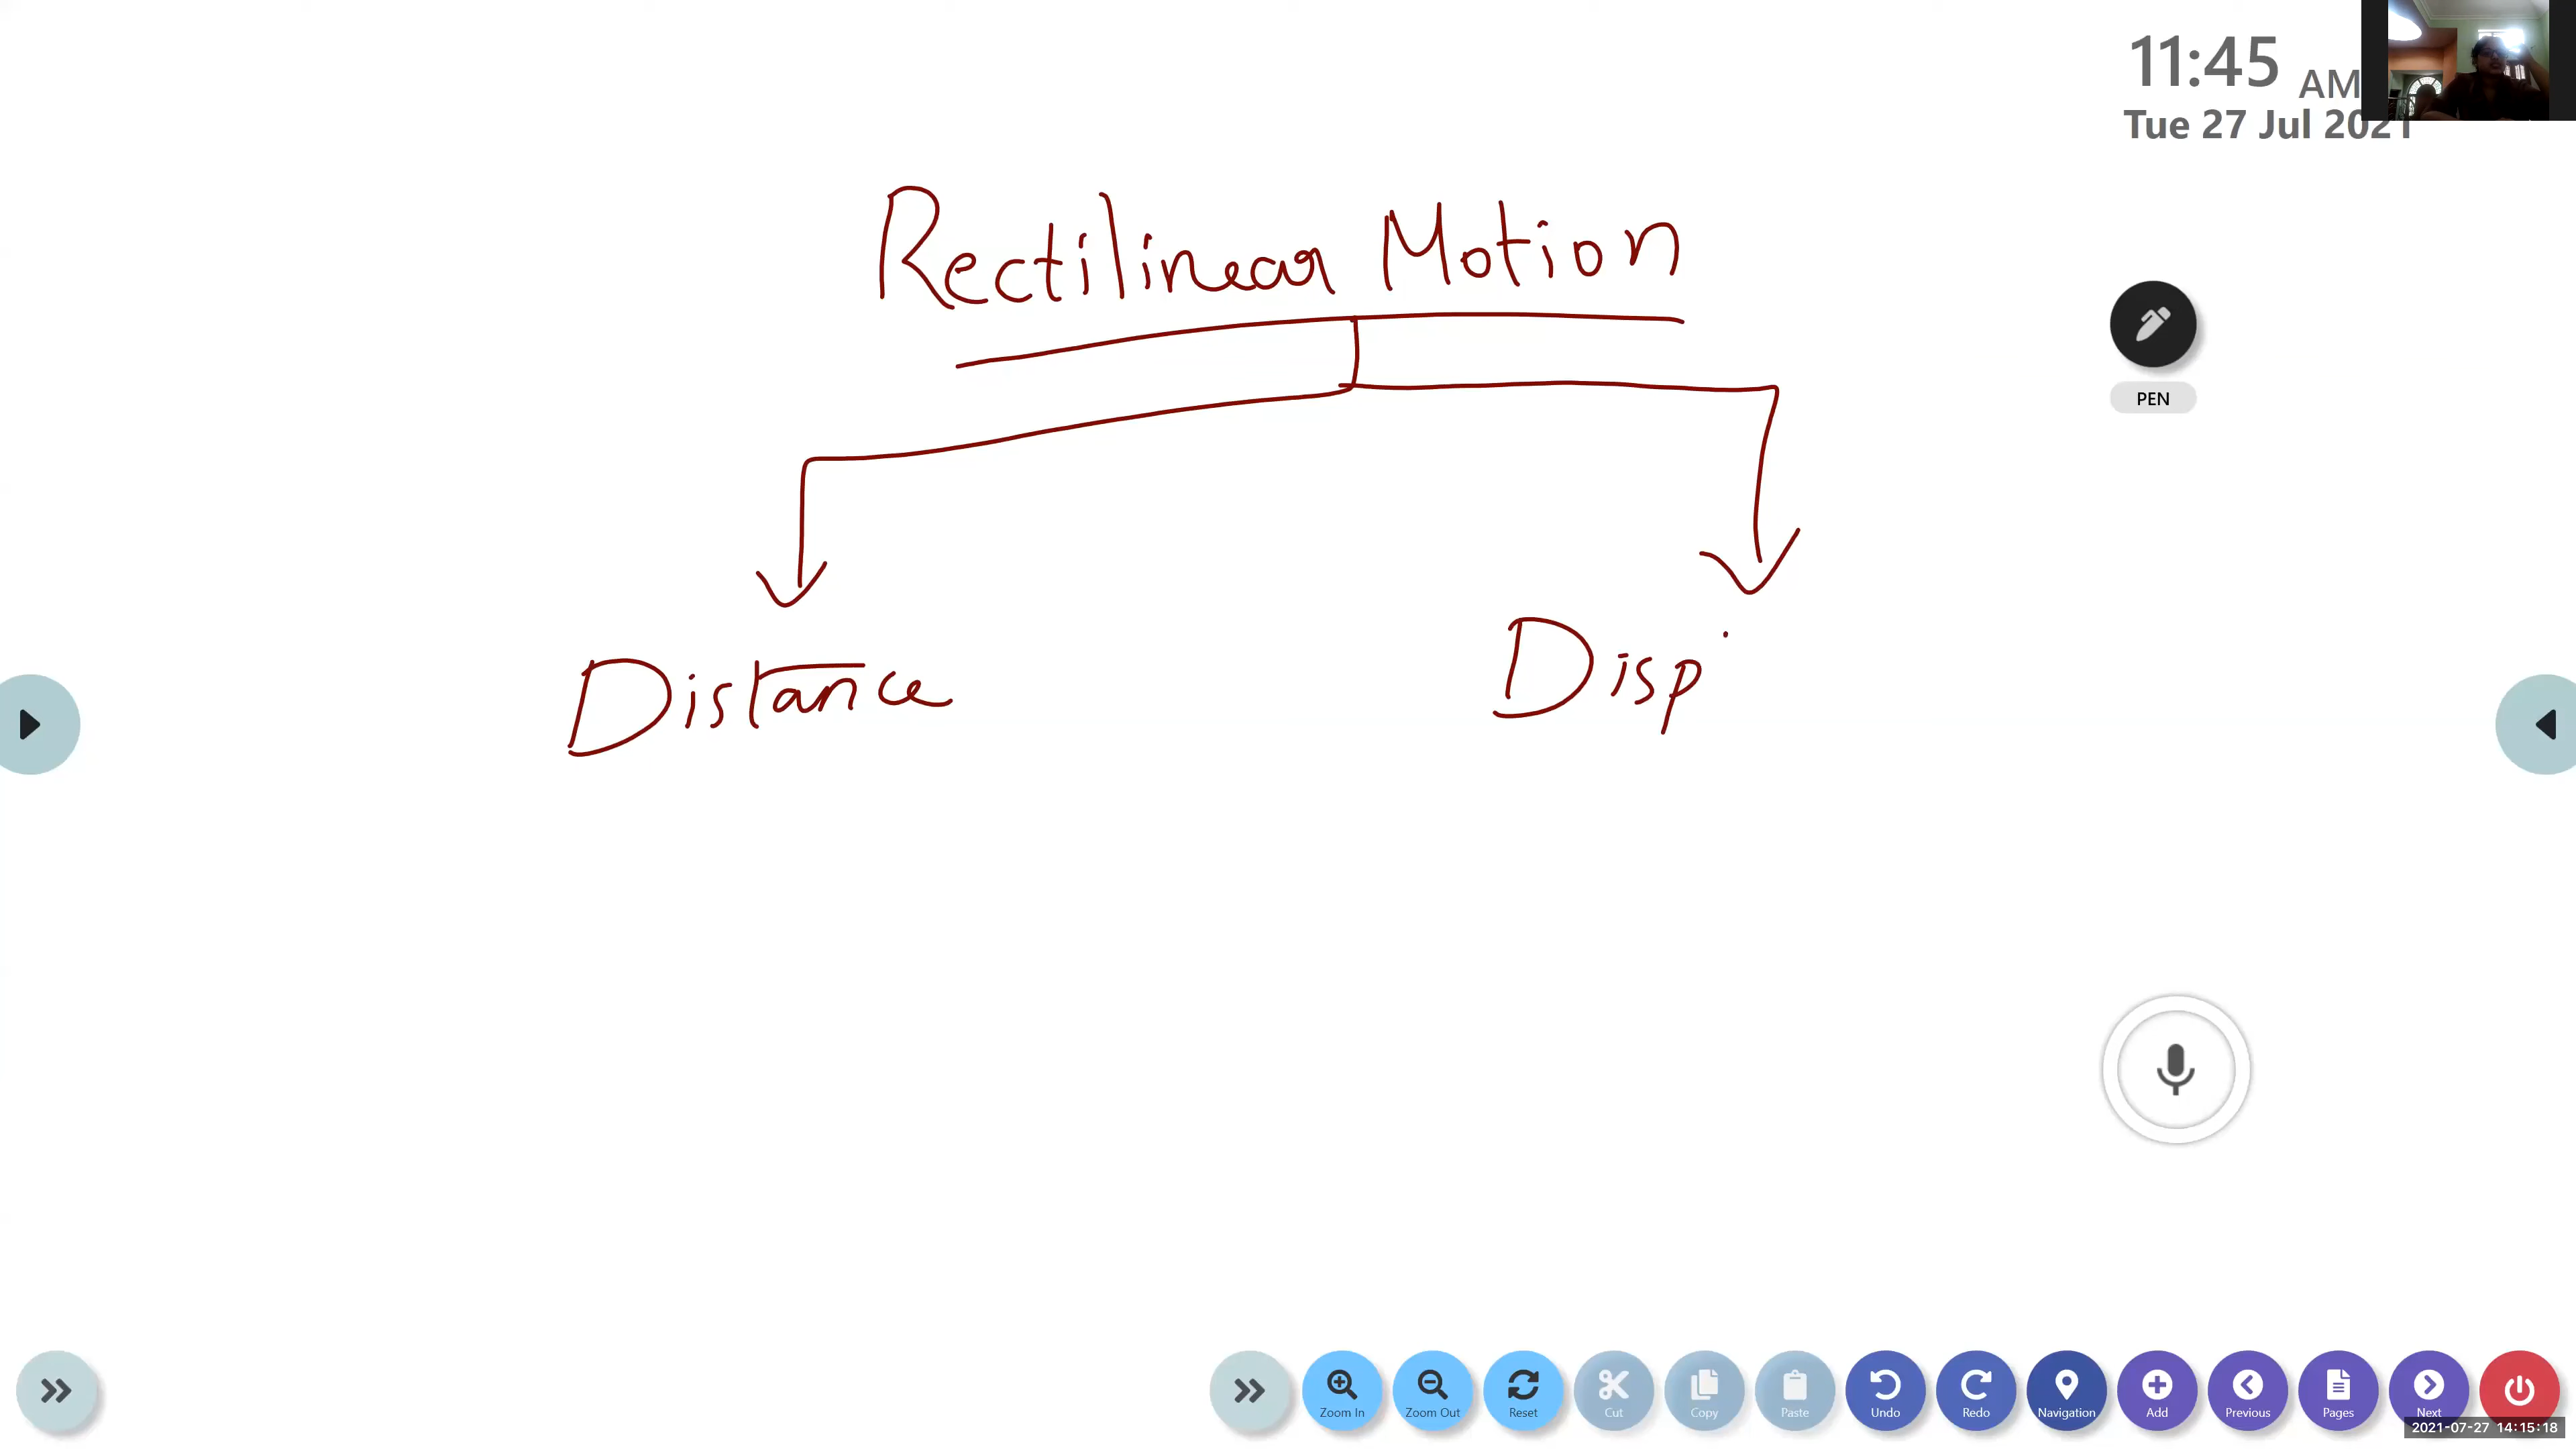 11:45 AM
Tue 27 Jul 2021
Rectilinear Motion
PEN
Distance
Disp
Zoom In
Zoom Out
Reset
Cut
Copy
Paste
Undo
Redo
Navigation
Add
Previous
Pages
Next
2021-07-27 14:15:18